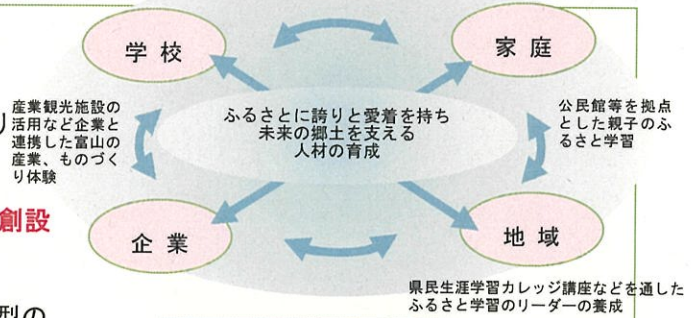 学校
家庭
産業観光施設の
活用など企業と
連携した富山の
産業、ものづく
り体験
り
ふるさとに誇りと愛着を持ち
未来の郷土を支える
人材の育成
公民館等を拠点
とした親子のふ
るさと学習
創設
企業
地域
県民生涯学習カレッジ講座などを通した
ふるさと学習のリーダーの養成
型の